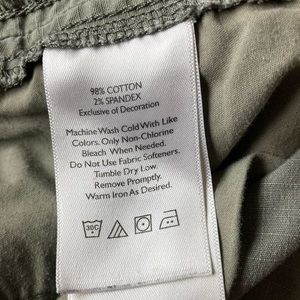 98% COTTON
2% SPANDEX
Exclusive of Decoration
Machine Wash Cold With Like
Colors. Only Non-Chlorine
Bleach When Needed.
Do Not Use Fabric Softeners.
Tumble Dry Low
Remove Promptly.
Warm Iron As Desired.
30C